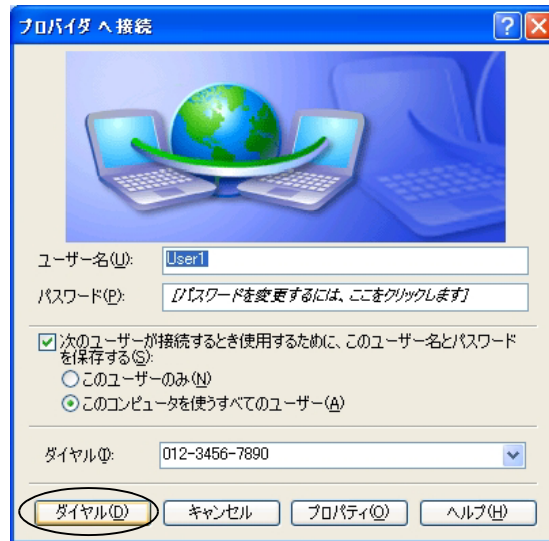 プロバイダ へ 接続
ユーザー名(U):
User1
パスワード(P):
[パスワードを変更するには、ここをクリックします]
次のユーザーが接続するとき使用するために、このユーザー名とパスワード
を保存する(S):
このユーザーのみ(N)
このコンピュータを使うすべてのユーザー(A)
ダイヤル(I):
012-3456-7890
ダイヤル(D)
キャンセル
プロパティ(O)
ヘルプ(H)